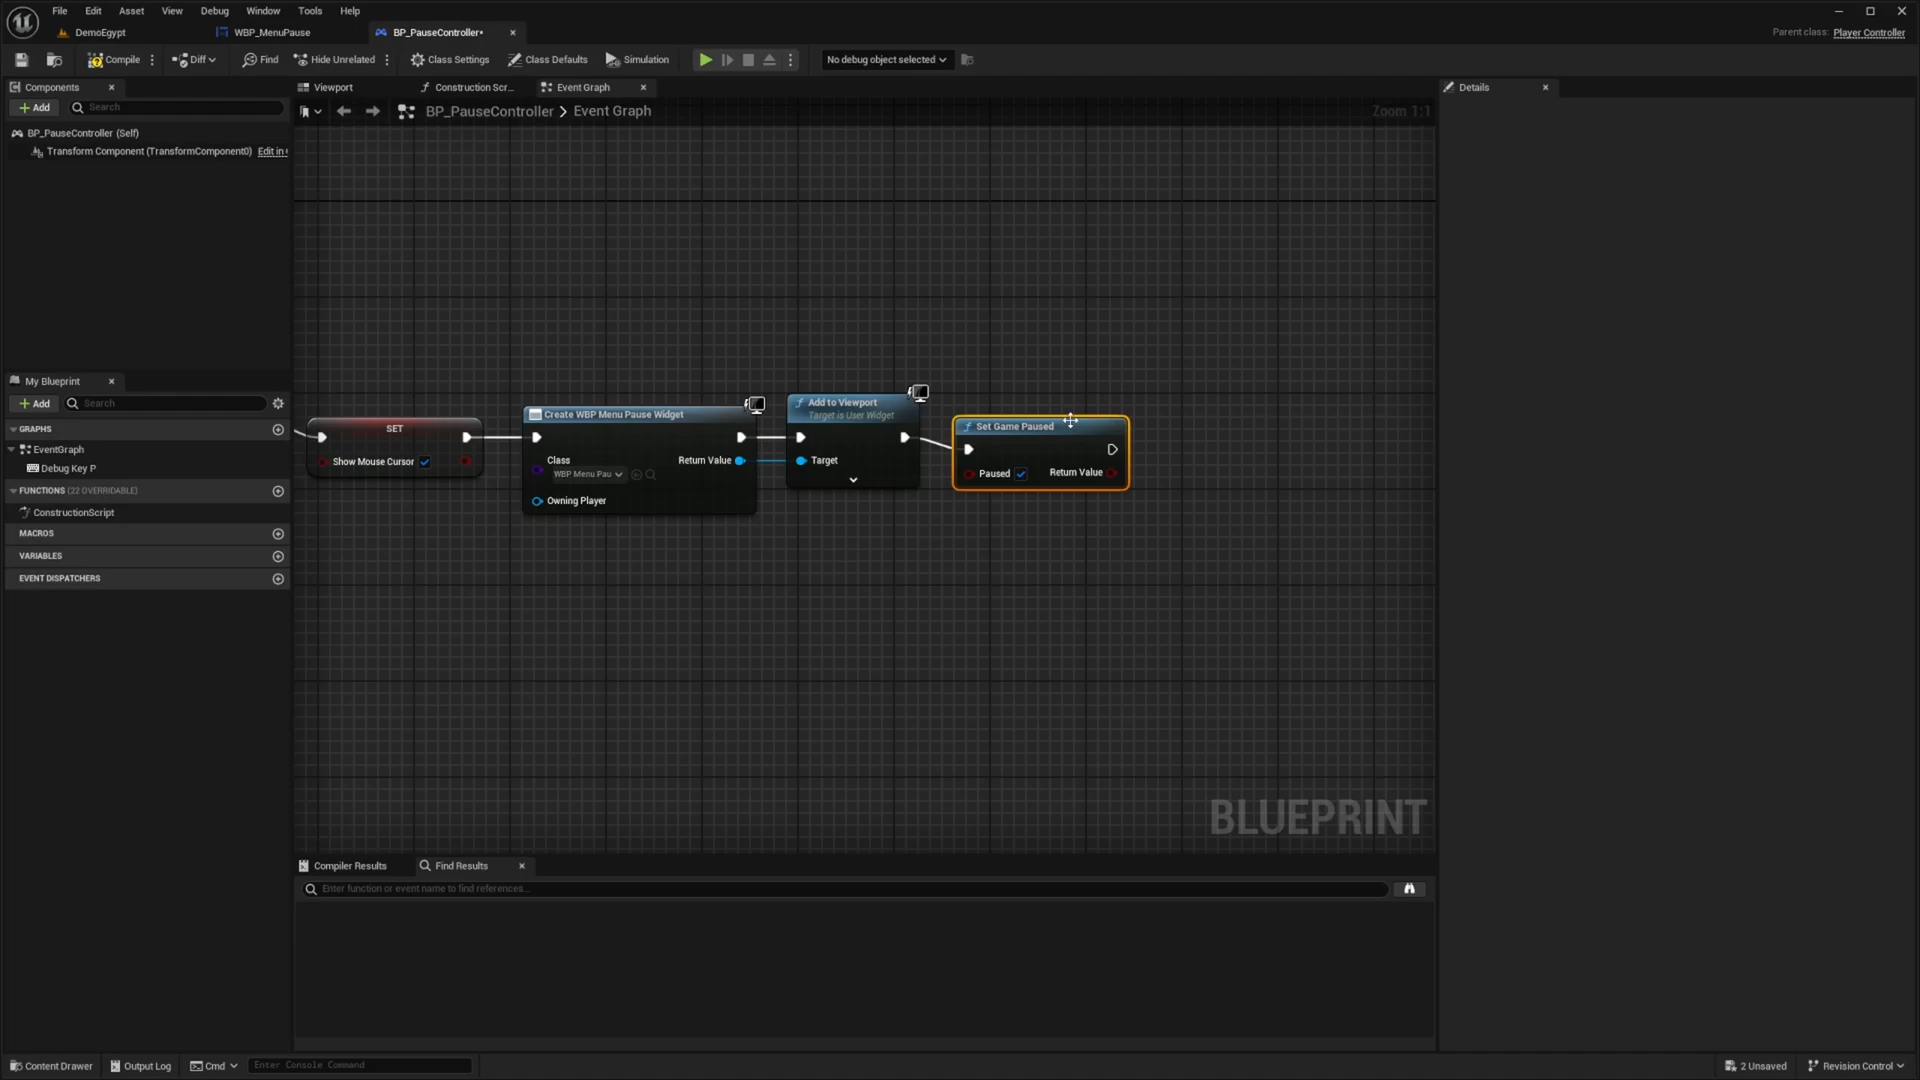 File Edit Asset View Debug Window Tools Help
DemoEgypt WBP_MenuPause BP_PauseController•
Parent class: Player Controller
Compile Diff Find Hide Unrelated Class Settings Class Defaults Simulation No debug object selected
Components Viewport Construction Scr... Event Graph Details
Add Search
BP_PauseController > Event Graph Zoom 1:1
BP_PauseController (Self)
Transform Component (TransformComponent0) Edit in
My Blueprint
Add Search
GRAPHS
EventGraph
Debug Key P
FUNCTIONS (22 OVERRIDABLE)
ConstructionScript
MACROS
VARIABLES
EVENT DISPATCHERS
SET
Show Mouse Cursor
Create WBP Menu Pause Widget
Class
WBP Menu Pau
Return Value
Owning Player
Add to Viewport
Target is User Widget
Target
Set Game Paused
Paused Return Value
BLUEPRINT
Compiler Results Find Results
Enter function or event name to find references...
Content Drawer Output Log Cmd Enter Console Command 2 Unsaved Revision Control